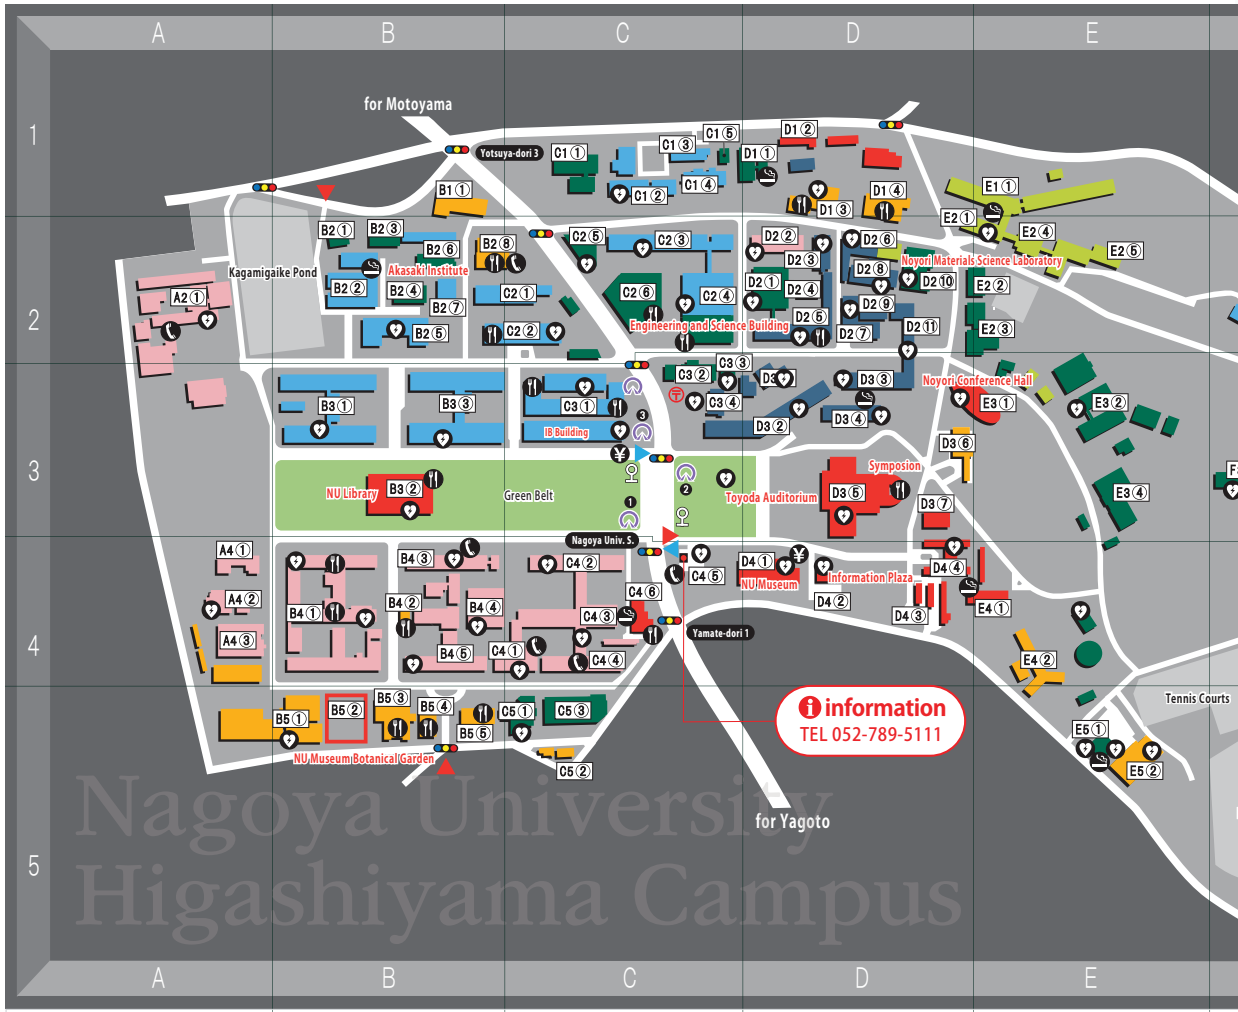 A B C D E
1
for Motoyama
Yotsuya-dori 3
C1① C1③ C1⑤ D1① D1②
C1② C1④
B1① D1③ D1④ E1①
E2① E2④ E2⑤
B2① B2③ B2⑥ B2⑧ C2⑤ C2③ D2② D2③ D2⑥
Noyori Materials Science Laboratory
Kagamigaike Pond
Akasaki Institute
D2⑧ D2⑩ E2②
A2① B2② B2④ B2⑦ C2① C2⑥ C2④ D2① D2④ D2⑨
2
B2⑤ C2② D2⑤ D2⑦ D2⑪ E2③
Engineering and Science Building
C3② C3③ D3① D3③
Noyori Conference Hall
B3① B3③ C3① C3④ D3② D3④ E3① E3②
IB Building
3
¥
D3⑥
3
Symposion
F3
NU Library
B3②
Green Belt
2
Toyoda Auditorium
D3⑤
E3④
1
D3⑦
Nagoya Univ. S.
A4① B4③ C4② C4⑤ D4① ¥ D4④
NU Museum
Information Plaza
A4② B4① B4② B4④ C4③ C4⑥ D4② D4③ E4①
Yamate-dori 1
A4③ B4⑤ C4① C4④ E4②
4
B5① B5② B5③ B5④ B5⑤ C5① C5③
Tennis Courts
i information
TEL 052-789-5111
NU Museum Botanical Garden
C5②
E5① E5②
Nagoya University
for Yagoto
5
Higashiyama Campus
A B C D E